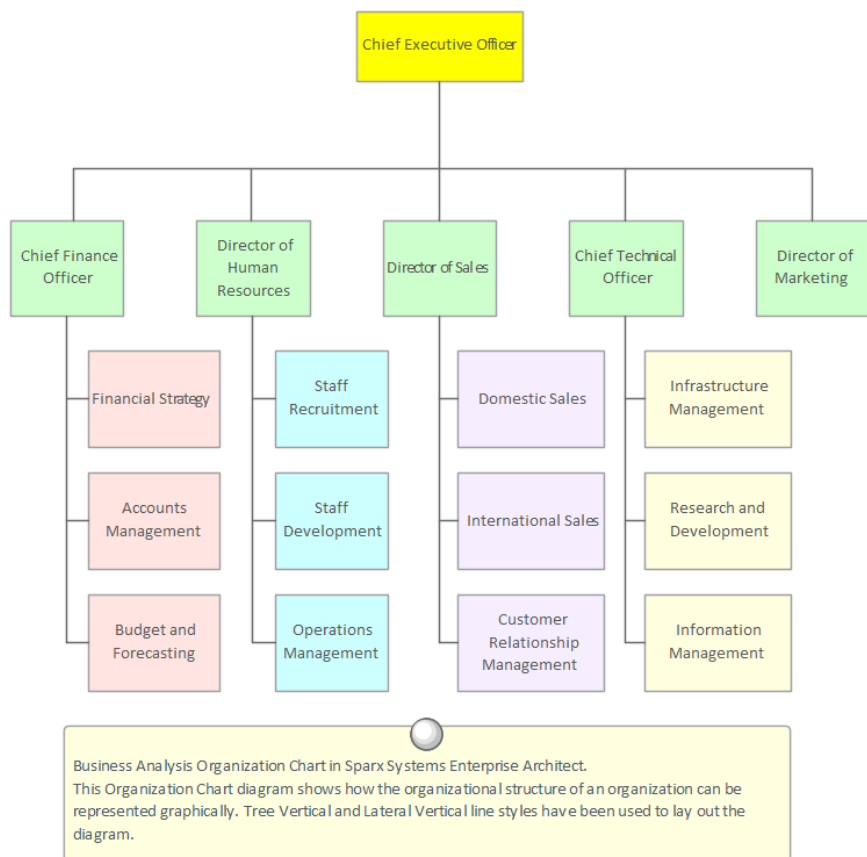 Chief Executive Officer
Chief Finance
Officer
Director of
Human
Resources
Director of Sales
Chief Technical
Officer
Director of
Marketing
Financial Strategy
Staff
Recruitment
Domestic Sales
Infrastructure
Management
Accounts
Management
Staff
Development
International Sales
Research and
Development
Budget and
Forecasting
Operations
Management
Customer
Relationship
Management
Information
Management
Business Analysis Organization Chart in Sparx Systems Enterprise Architect.
This Organization Chart diagram shows how the organizational structure of an organization can be
represented graphically. Tree Vertical and Lateral Vertical line styles have been used to lay out the
diagram.